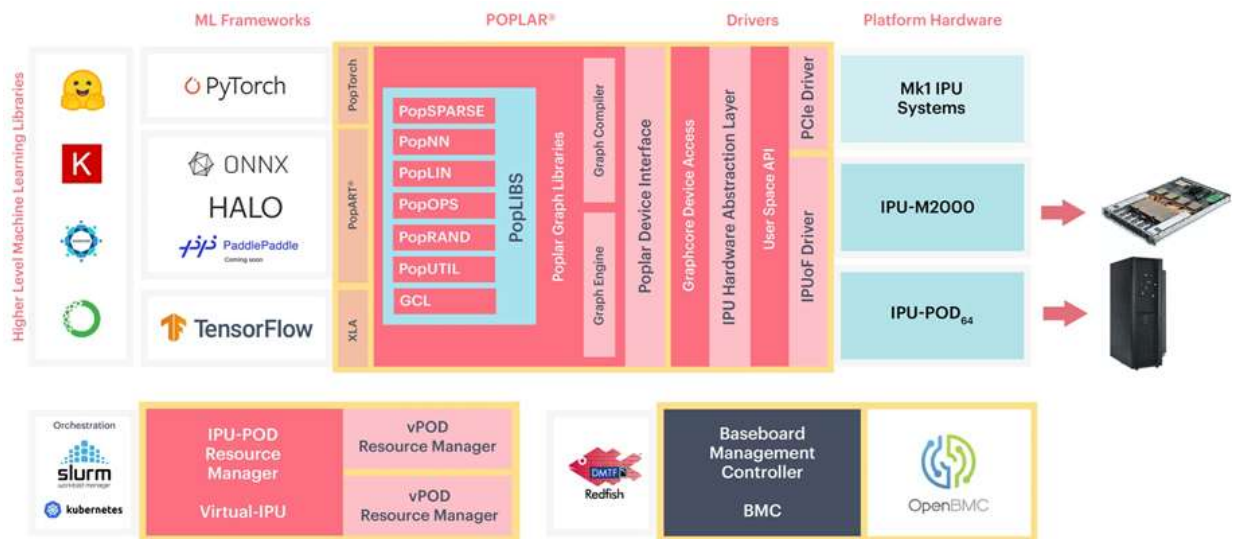 ML Frameworks
POPLAR®
Drivers
Platform Hardware
Higher Level Machine Learning Libraries
K
PyTorch
ONNX
HALO
PaddlePaddle
Coming soon
TensorFlow
PopTorch
PopART®
XLA
PopSPARSE
PopNN
PopLIN
PopOPS
PopRAND
PopUTIL
GCL
PopLIBS
Poplar Graph Libraries
Graph Compiler
Graph Engine
Poplar Device Interface
Graphcore Device Access
IPU Hardware Abstraction Layer
User Space API
PCIe Driver
IPUoF Driver
Mk1 IPU
Systems
IPU-M2000
IPU-POD64
Orchestration
slurm
workload manager
kubernetes
IPU-POD
Resource
Manager
Virtual-IPU
vPOD
Resource Manager
vPOD
Resource Manager
DMTF
Redfish
Baseboard
Management
Controller
BMC
OpenBMC